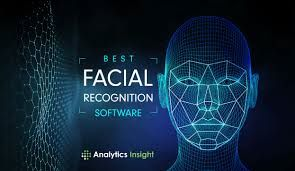 BEST
FACIAL
RECOGNITION
SOFTWARE
Analytics Insight